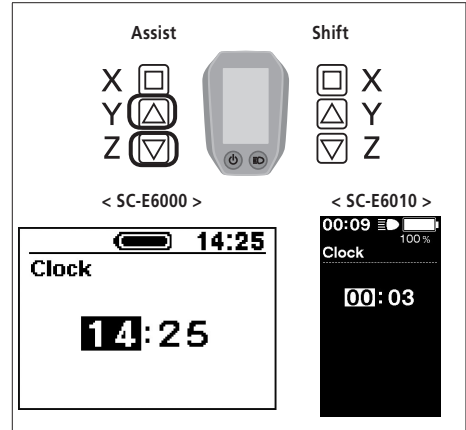 Assist Shift
X X
Y Y
Z Z
< SC-E6000 > < SC-E6010 >
14:25
Clock
14:25
00:09
100%
Clock
00:03